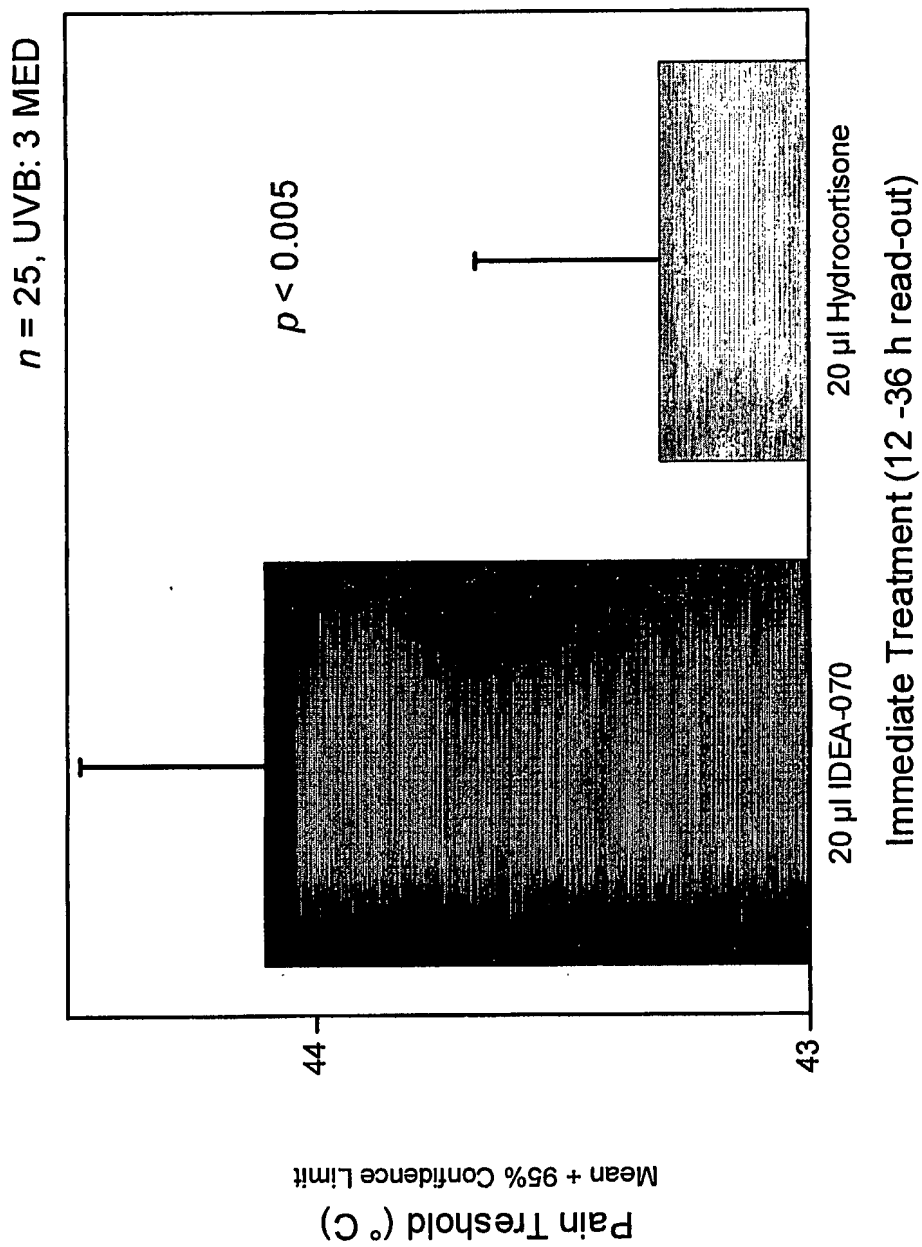 n = 25, UVB: 3 MED
p < 0.005
Pain Treshold (°C)
Mean + 95% Confidence Limit
44
43
20 µl IDEA-070
20 µl Hydrocortisone
Immediate Treatment (12 -36 h read-out)